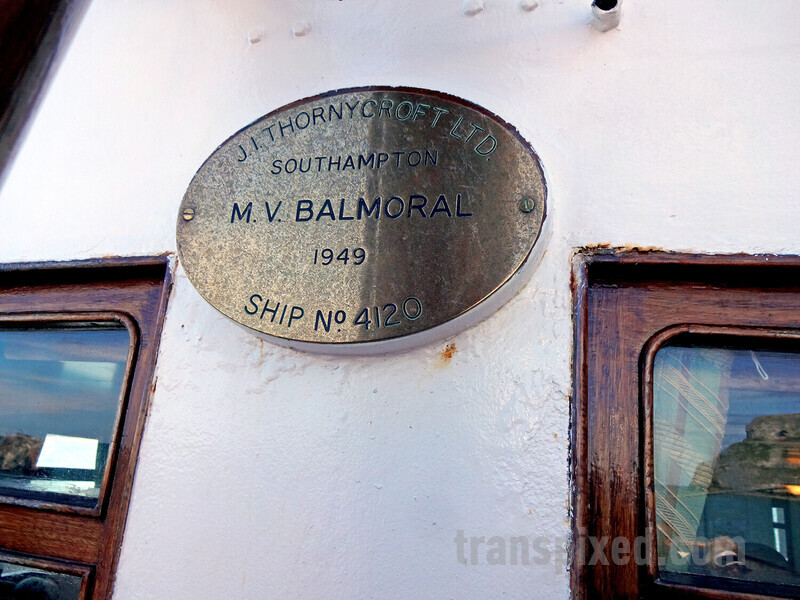 J. I. THORNYCROFT LTD.
SOUTHAMPTON
M.V. BALMORAL
1949
SHIP No 4120
transpixed.com